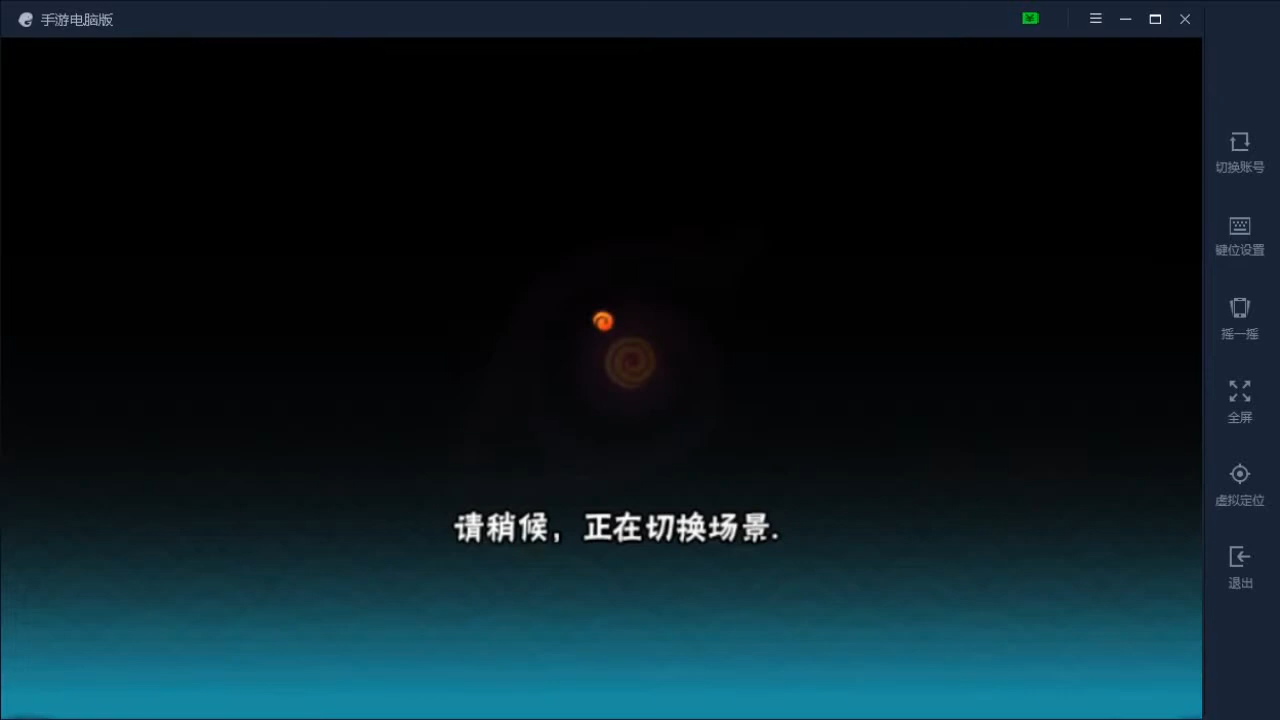 手游电脑版
切换账号
键位设置
摇一摇
全屏
请稍候，正在切换场景.
虚拟定位
退出